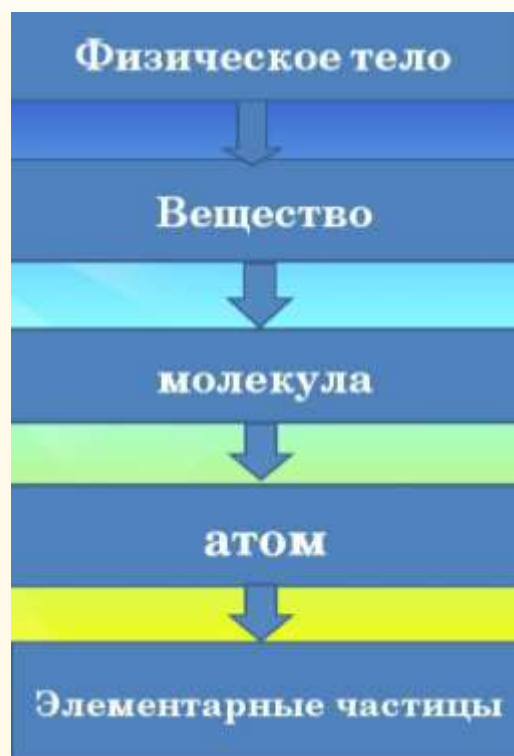 Физическое тело
Вещество
молекула
атом
Элементарные частицы